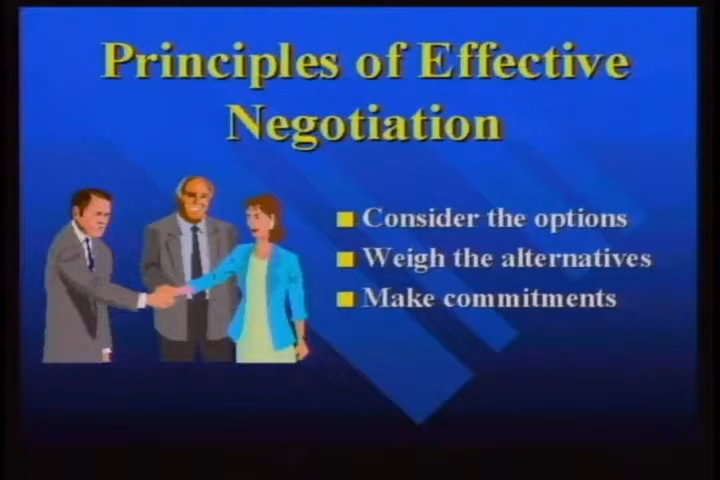 Principles of Effective
Negotiation
Consider the options
Weigh the alternatives
Make commitments